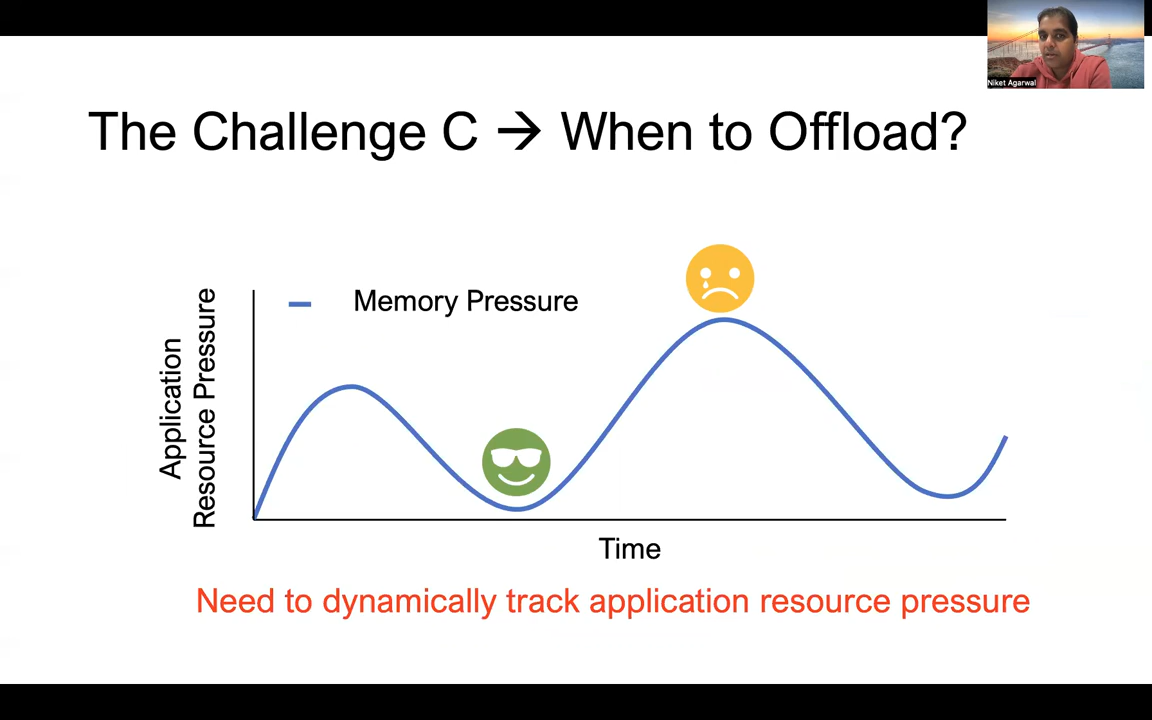 Niket Agarwal
The Challenge C → When to Offload?
Memory Pressure
Application
Resource Pressure
Time
Need to dynamically track application resource pressure